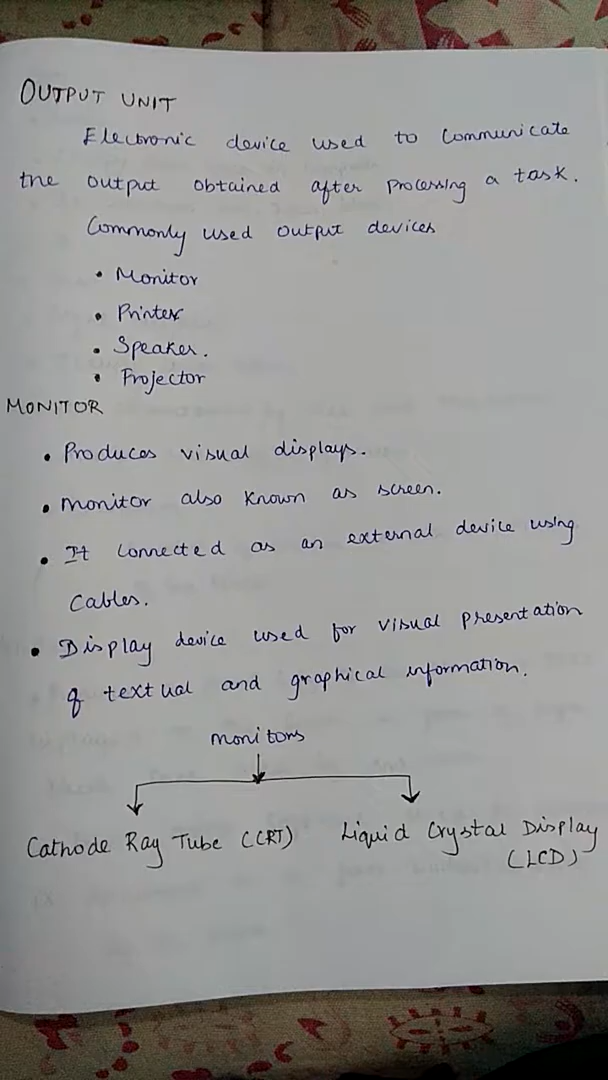 OUTPUT UNIT
Electronic device used to Communicate
the output obtained after processing a task.
Commonly used output devices
• Monitor
• Printer
• Speaker.
• Projector
MONITOR
• Produces visual displays.
• Monitor also known as screen.
• It connected as an external device using
Cables.
• Display device used for visual presentation
of textual and graphical information.
Monitors
Cathode Ray Tube (CRT) Liquid Crystal Display
(LCD)